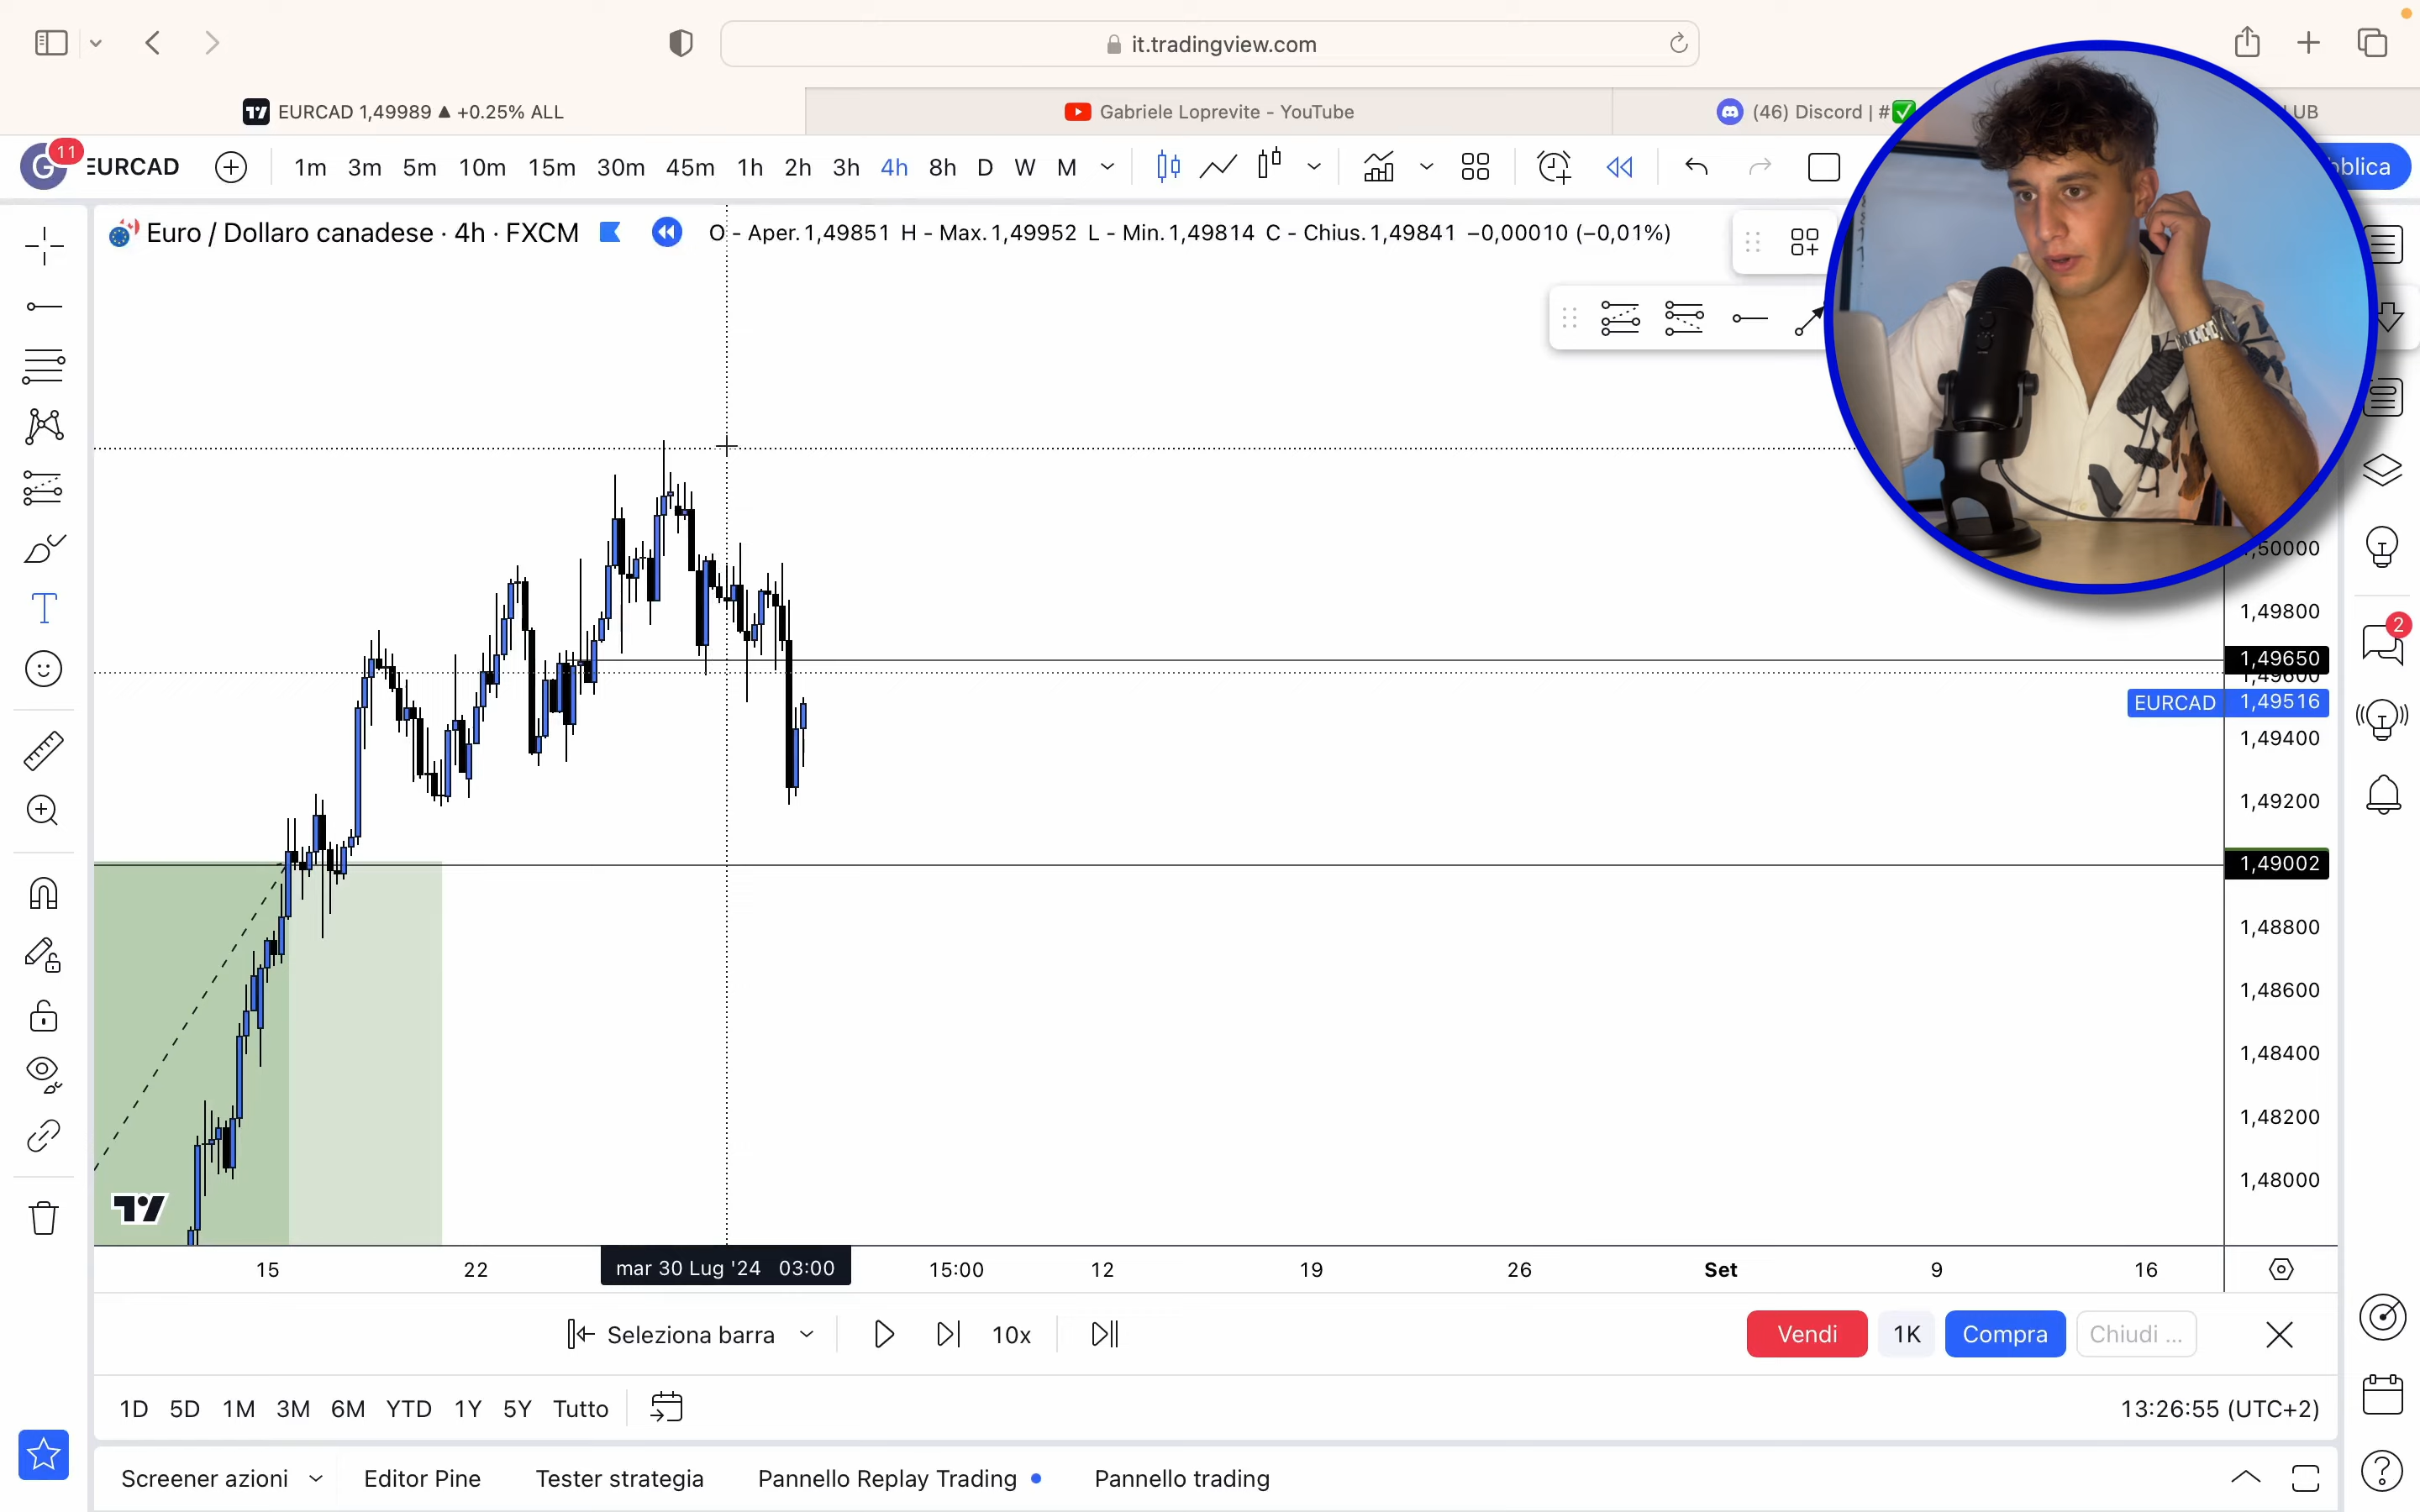 it.tradingview.com
EURCAD 1,49989 ▲ +0.25% ALL
Gabriele Loprevite - YouTube
(46) Discord | #✅
LUB
G 11 EURCAD 1m 3m 5m 10m 15m 30m 45m 1h 2h 3h 4h 8h D W M
Euro / Dollaro canadese · 4h · FXCM O - Aper. 1,49851 H - Max. 1,49952 L - Min. 1,49814 C - Chius. 1,49841 −0,00010 (−0,01%)
1,49800
1,49650
EURCAD 1,49516
1,49400
1,49200
1,49002
1,48800
1,48600
1,48400
1,48200
1,48000
2
15 22 mar 30 Lug '24 03:00 15:00 12 19 26 Set 9 16
Seleziona barra 10x Vendi 1K Compra Chiudi ...
1D 5D 1M 3M 6M YTD 1Y 5Y Tutto 13:26:55 (UTC+2)
Screener azioni Editor Pine Tester strategia Pannello Replay Trading Pannello trading